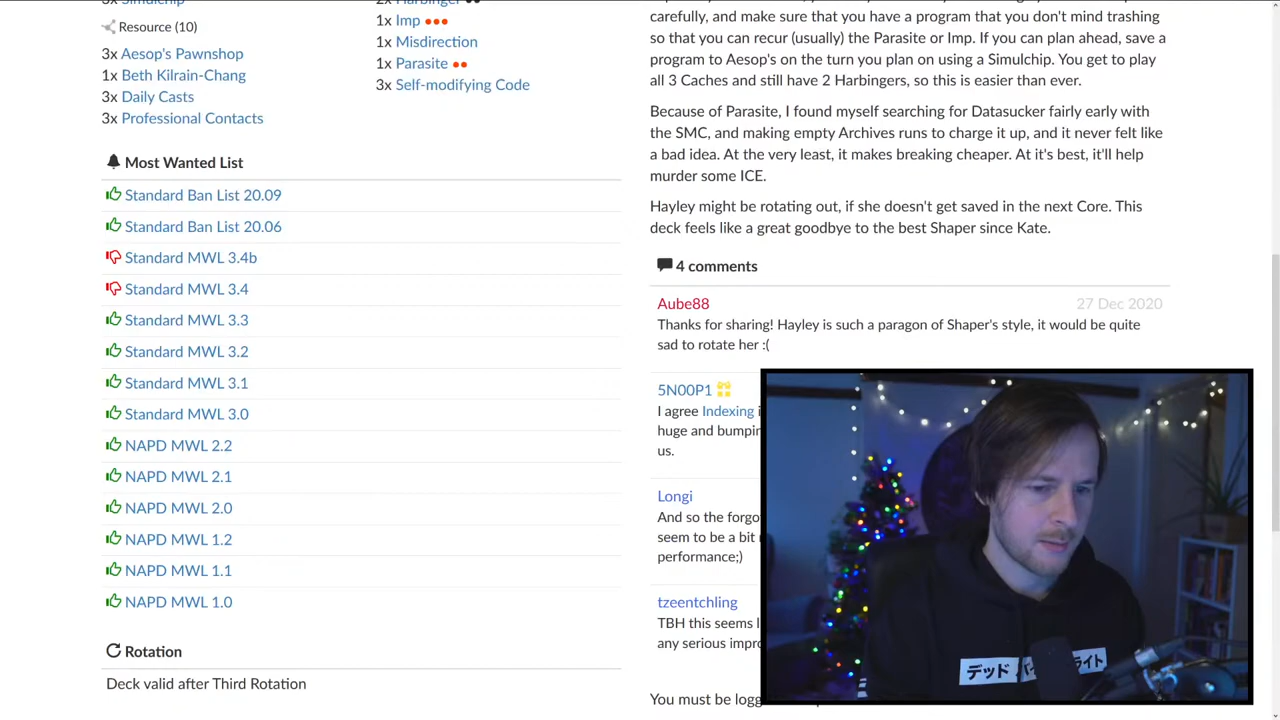 3x Simulchip
2x Harbinger
Resource (10)
1x Imp
3x Aesop's Pawnshop
1x Misdirection
1x Beth Kilrain-Chang
1x Parasite
3x Daily Casts
3x Self-modifying Code
3x Professional Contacts
Most Wanted List
Standard Ban List 20.09
Standard Ban List 20.06
Standard MWL 3.4b
Standard MWL 3.4
Standard MWL 3.3
Standard MWL 3.2
Standard MWL 3.1
Standard MWL 3.0
NAPD MWL 2.2
NAPD MWL 2.1
NAPD MWL 2.0
NAPD MWL 1.2
NAPD MWL 1.1
NAPD MWL 1.0
Rotation
Deck valid after Third Rotation
carefully, and make sure that you have a program that you don't mind trashing
so that you can recur (usually) the Parasite or Imp. If you can plan ahead, save a
program to Aesop's on the turn you plan on using a Simulchip. You get to play
all 3 Caches and still have 2 Harbingers, so this is easier than ever.
Because of Parasite, I found myself searching for Datasucker fairly early with
the SMC, and making empty Archives runs to charge it up, and it never felt like
a bad idea. At the very least, it makes breaking cheaper. At it's best, it'll help
murder some ICE.
Hayley might be rotating out, if she doesn't get saved in the next Core. This
deck feels like a great goodbye to the best Shaper since Kate.
4 comments
Aube88 27 Dec 2020
Thanks for sharing! Hayley is such a paragon of Shaper's style, it would be quite
sad to rotate her :(
5N00P1
I agree Indexing
huge and bumpin
us.
Longi
And so the forgo
seem to be a bit
performance;)
tzeentchling
TBH this seems
any serious impro
You must be logg
デッド バイ ライト